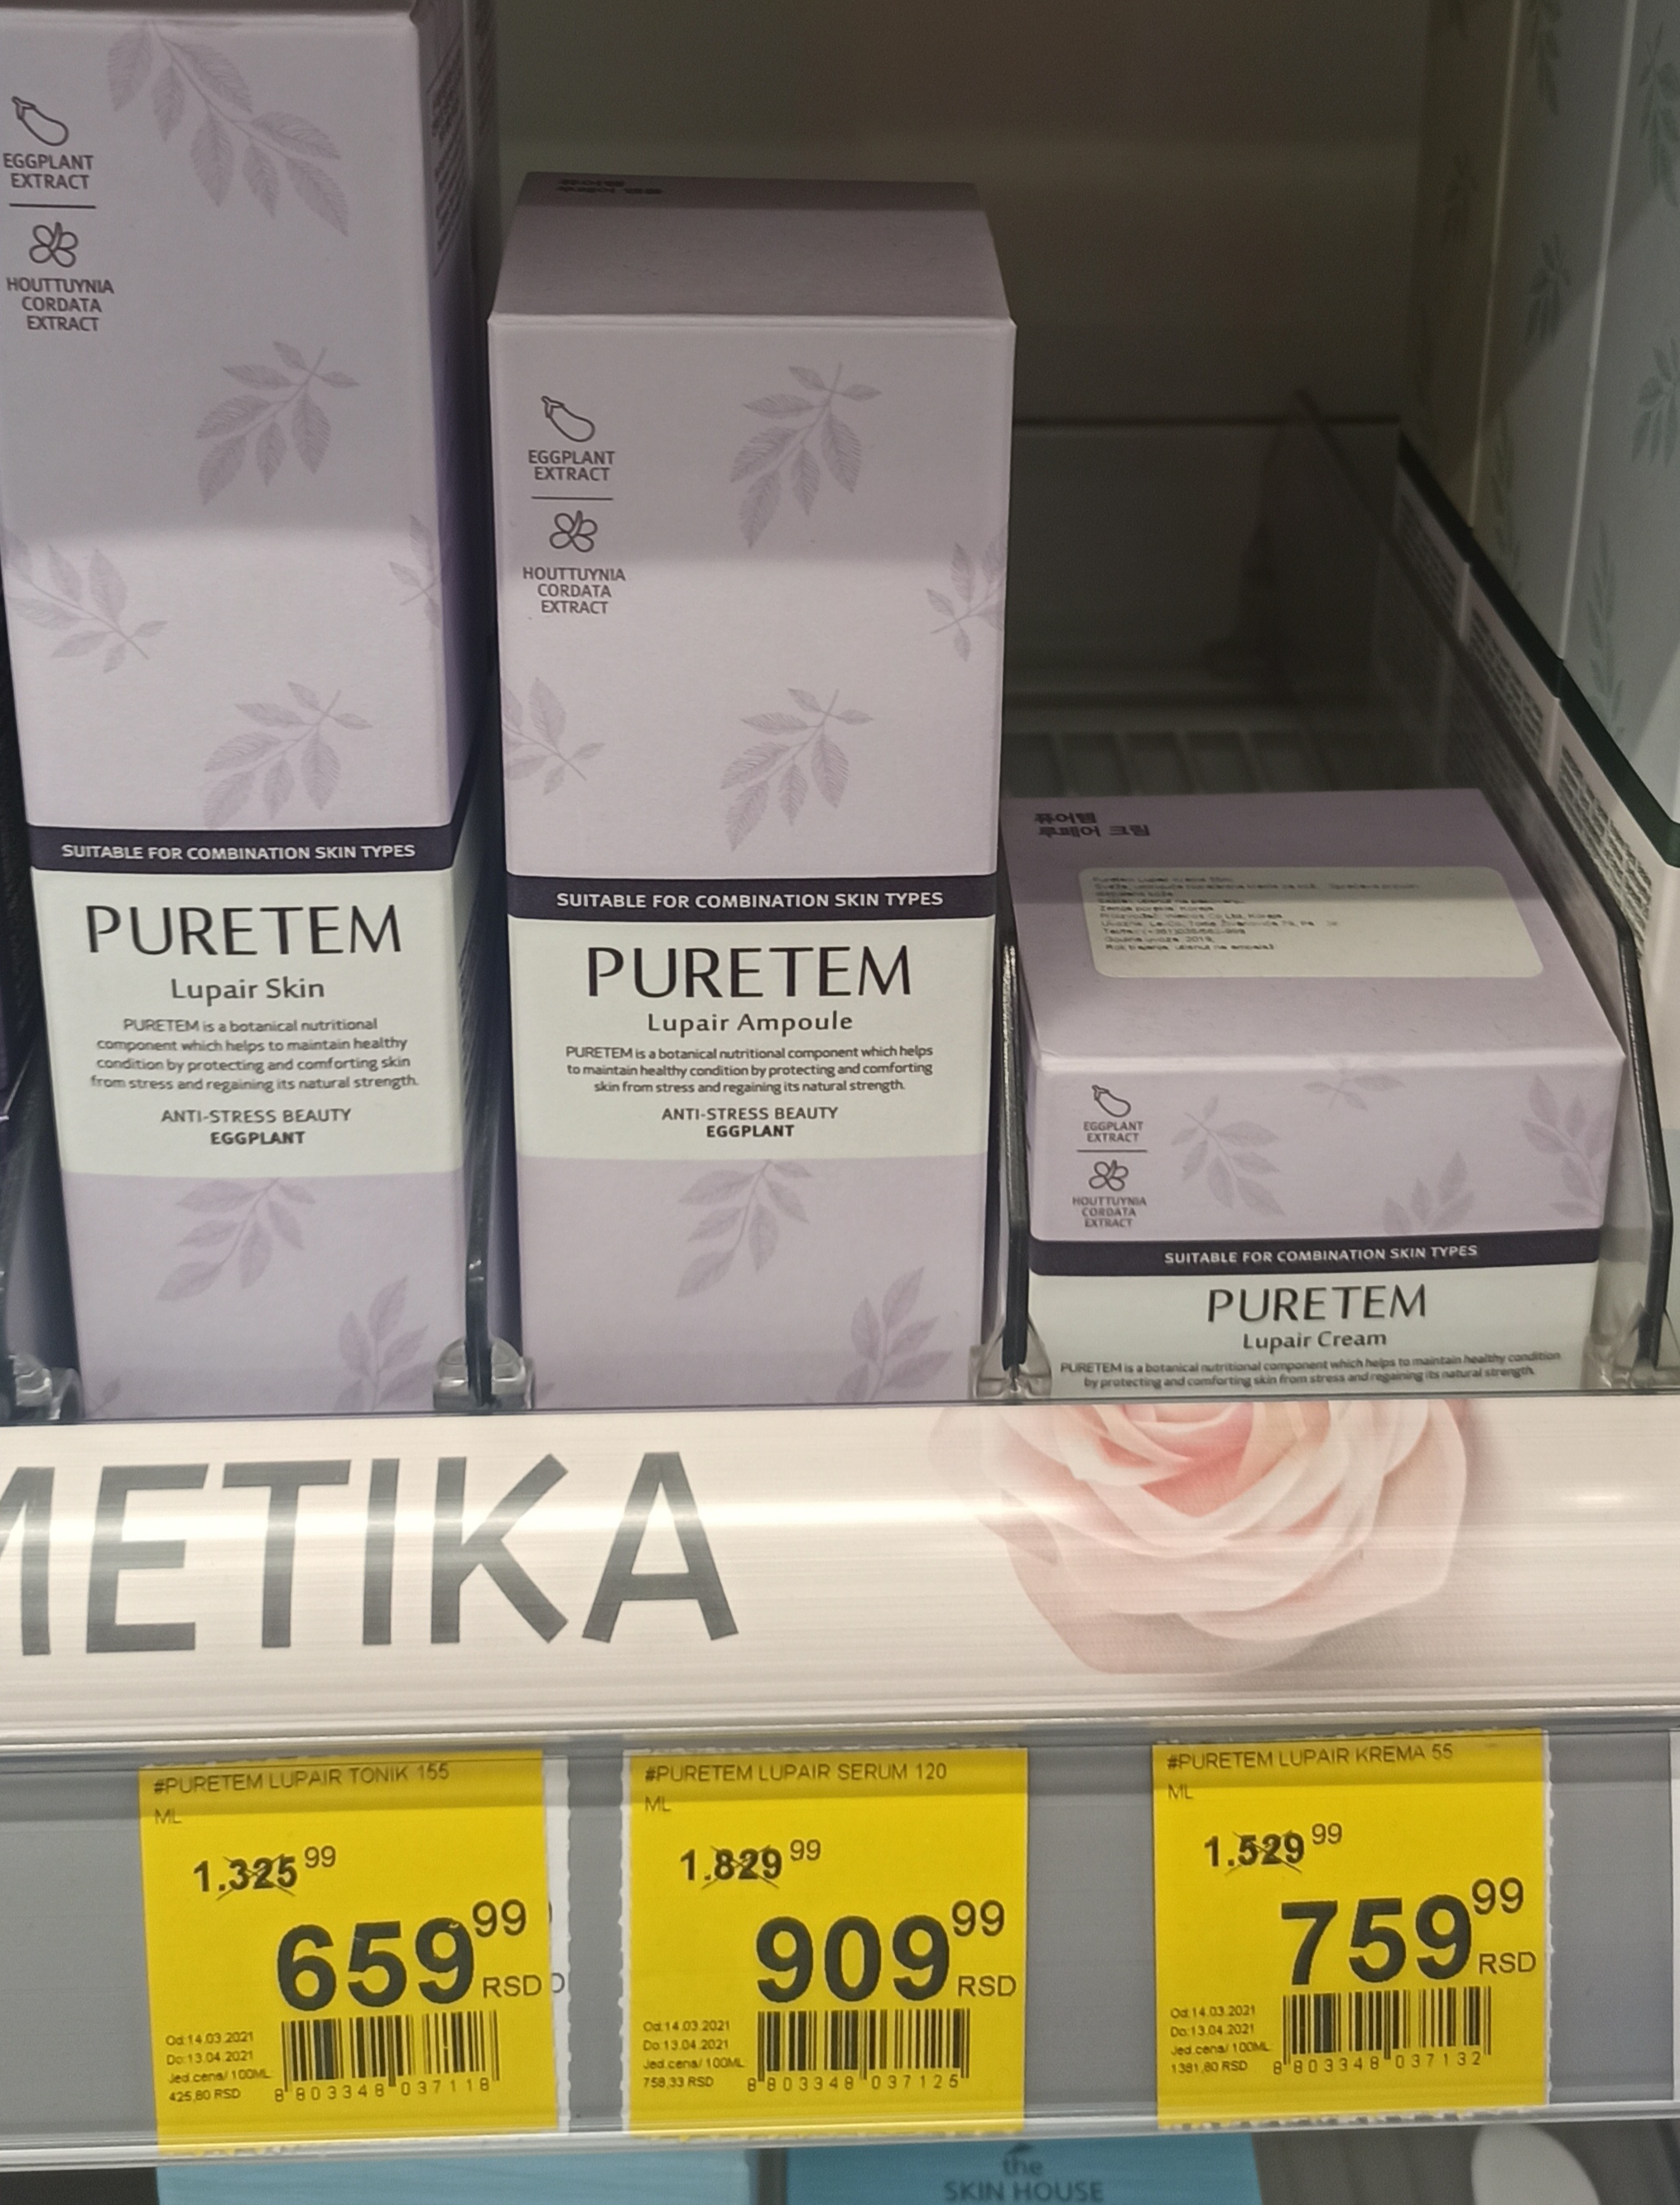 EGGPLANT
EXTRACT
HOUTTUYNIA
CORDATA
EXTRACT
SUITABLE FOR COMBINATION SKIN TYPES
PURETEM
Lupair Skin
PURETEM is a botanical nutritional
component which helps to maintain healthy
condition by protecting and comforting skin
from stress and regaining its natural strength.
ANTI-STRESS BEAUTY
EGGPLANT
EGGPLANT
EXTRACT
HOUTTUYNIA
CORDATA
EXTRACT
SUITABLE FOR COMBINATION SKIN TYPES
PURETEM
Lupair Ampoule
PURETEM is a botanical nutritional component which helps
to maintain healthy condition by protecting and comforting
skin from stress and regaining its natural strength.
ANTI-STRESS BEAUTY
EGGPLANT
퓨어템
루페어 크림
EGGPLANT
EXTRACT
HOUTTUYNIA
CORDATA
EXTRACT
SUITABLE FOR COMBINATION SKIN TYPES
PURETEM
Lupair Cream
PURETEM is a botanical nutritional component which helps to maintain healthy condition
by protecting and comforting skin from stress and regaining its natural strength.
METIKA
#PURETEM LUPAIR TONIK 155
ML
1.325 99
659 99
RSD
Od:14.03.2021
Do:13.04.2021
Jed.cena/ 100ML:
425,80 RSD
8 803348 037118
#PURETEM LUPAIR SERUM 120
ML
1.829 99
909 99
RSD
Od:14.03.2021
Do:13.04.2021
Jed.cena/ 100ML:
758,33 RSD
8 803348 037125
#PURETEM LUPAIR KREMA 55
ML
1.529 99
759 99
RSD
Od:14.03.2021
Do:13.04.2021
Jed.cena/ 100ML:
1381,80 RSD
8 803348 037132
the
SKIN HOUSE